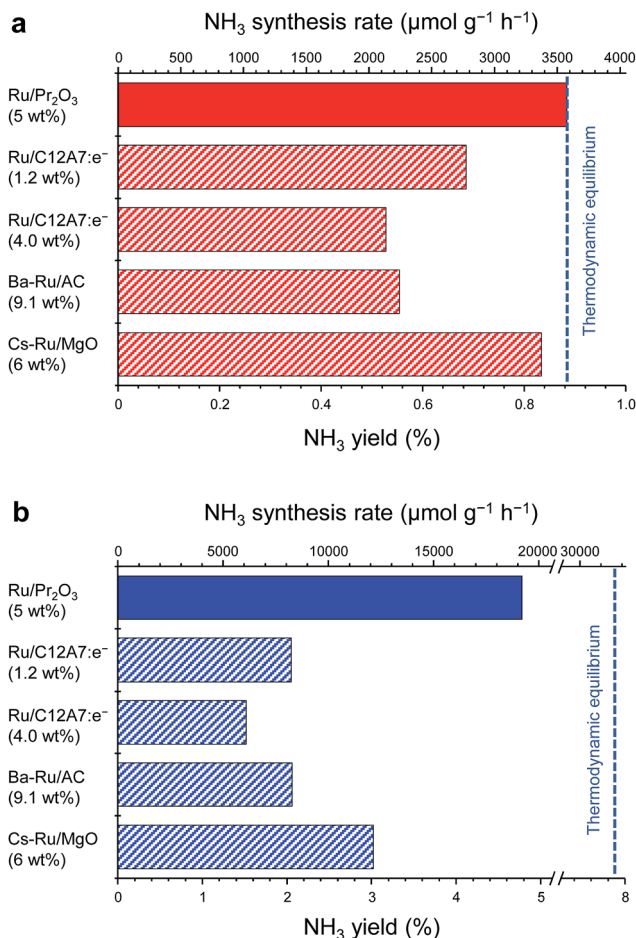 a
NH₃ synthesis rate (μmol g⁻¹ h⁻¹)
0 500 1000 1500 2000 2500 3000 3500 4000
Ru/Pr₂O₃
(5 wt%)
Ru/C12A7:e⁻
(1.2 wt%)
Ru/C12A7:e⁻
(4.0 wt%)
Ba-Ru/AC
(9.1 wt%)
Cs-Ru/MgO
(6 wt%)
Thermodynamic equilibrium
0 0.2 0.4 0.6 0.8 1.0
NH₃ yield (%)
b
NH₃ synthesis rate (μmol g⁻¹ h⁻¹)
0 5000 10000 15000 20000 30000
Ru/Pr₂O₃
(5 wt%)
Ru/C12A7:e⁻
(1.2 wt%)
Ru/C12A7:e⁻
(4.0 wt%)
Ba-Ru/AC
(9.1 wt%)
Cs-Ru/MgO
(6 wt%)
Thermodynamic equilibrium
0 1 2 3 4 5 8
NH₃ yield (%)